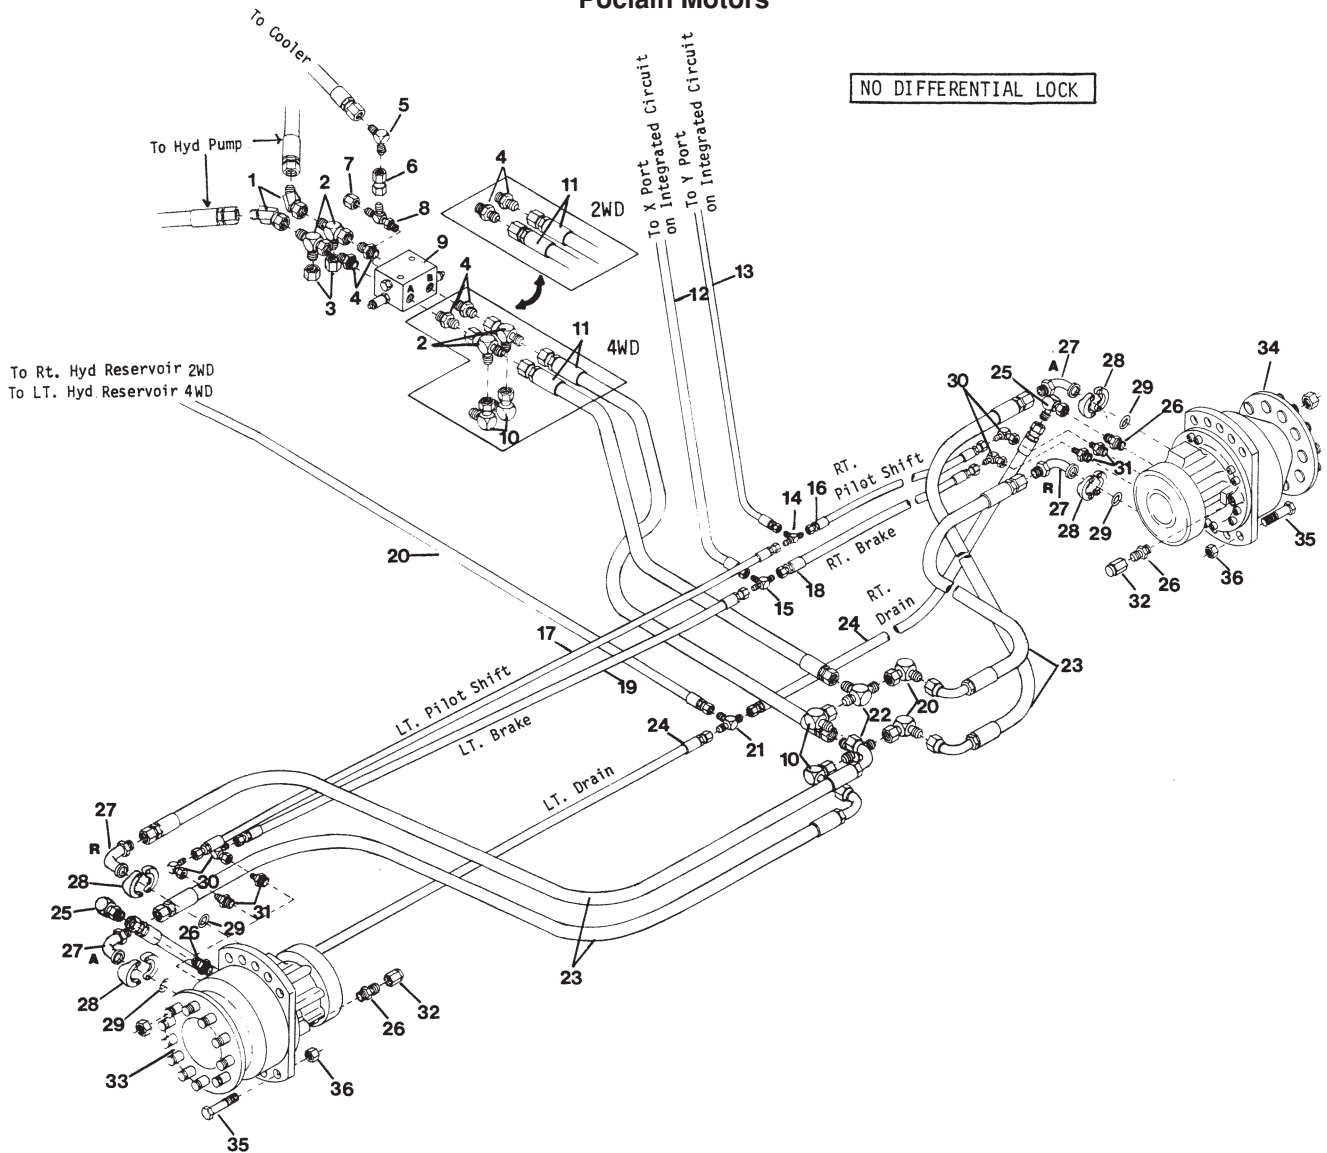 Poclain Motors
To Cooler
To X Port
on Integrated Circuit
To Y Port
on Integrated Circuit
NO DIFFERENTIAL LOCK
5
To Hyd Pump
4
7
6
1
2
11
2WD
8
9
13
4
12
A
B
3
4
11
2
4WD
27
A
34
28
25
30
29
26
To Rt. Hyd Reservoir 2WD
To LT. Hyd Reservoir 4WD
10
31
RT.
Pilot Shift
R
27
14
16
28
29
35
20
RT. Brake
36
26
32
18
15
RT.
Drain
17
24
23
LT. Pilot Shift
19
20
22
LT. Brake
24
21
10
LT. Drain
27
R
28
30
25
31
29
26
27
A
23
28
32
29
26
33
36
35